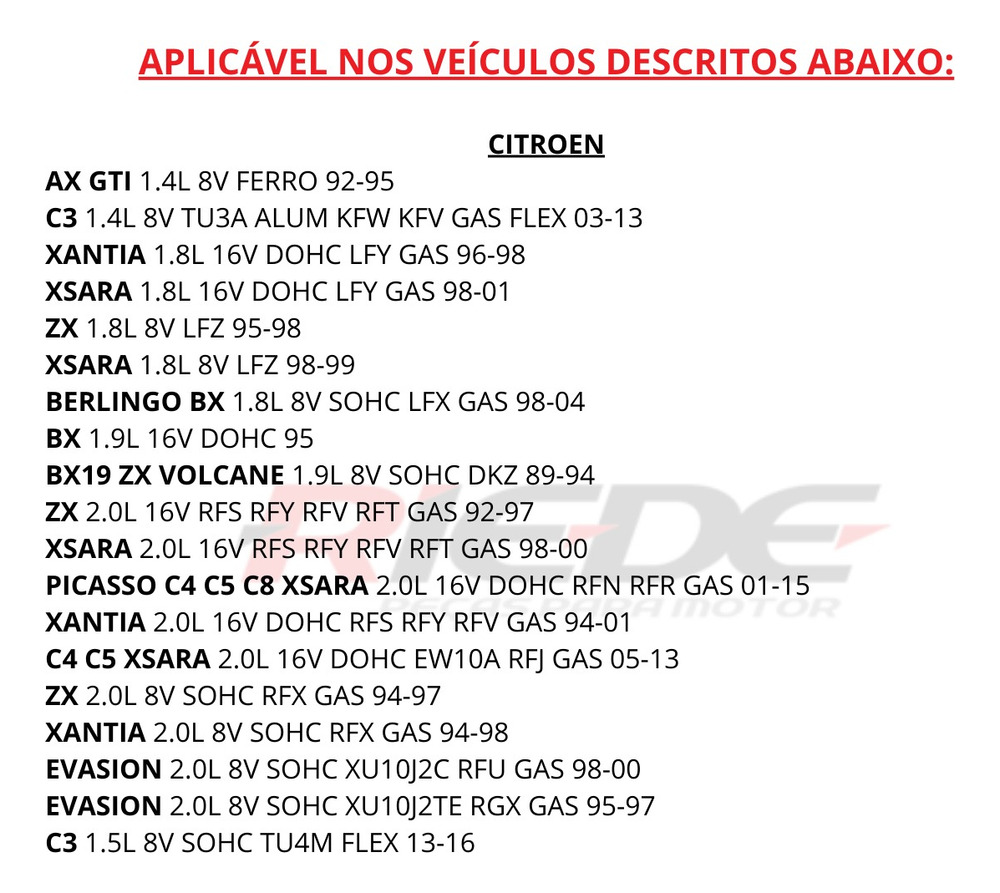 APLICÁVEL NOS VEÍCULOS DESCRITOS ABAIXO:
CITROEN
AX GTI 1.4L 8V FERRO 92-95
C3 1.4L 8V TU3A ALUM KFW KFV GAS FLEX 03-13
XANTIA 1.8L 16V DOHC LFY GAS 96-98
XSARA 1.8L 16V DOHC LFY GAS 98-01
ZX 1.8L 8V LFZ 95-98
XSARA 1.8L 8V LFZ 98-99
BERLINGO BX 1.8L 8V SOHC LFX GAS 98-04
BX 1.9L 16V DOHC 95
BX19 ZX VOLCANE 1.9L 8V SOHC DKZ 89-94
ZX 2.0L 16V RFS RFY RFV RFT GAS 92-97
XSARA 2.0L 16V RFS RFY RFV RFT GAS 98-00
PICASSO C4 C5 C8 XSARA 2.0L 16V DOHC RFN RFR GAS 01-15
XANTIA 2.0L 16V DOHC RFS RFY RFV GAS 94-01
C4 C5 XSARA 2.0L 16V DOHC EW10A RFJ GAS 05-13
ZX 2.0L 8V SOHC RFX GAS 94-97
XANTIA 2.0L 8V SOHC RFX GAS 94-98
EVASION 2.0L 8V SOHC XU10J2C RFU GAS 98-00
EVASION 2.0L 8V SOHC XU10J2TE RGX GAS 95-97
C3 1.5L 8V SOHC TU4M FLEX 13-16
RIEDE
PEÇAS PARA MOTOR